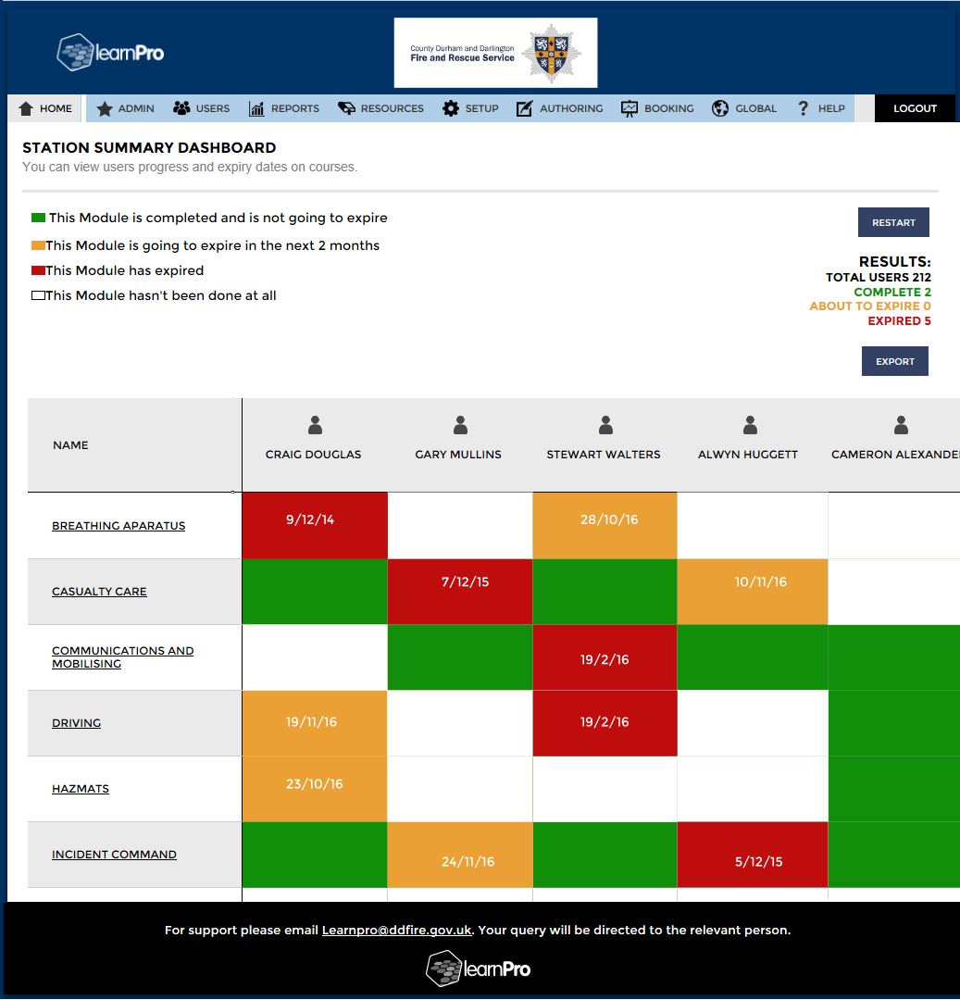 learnPro
County Durham and Darlington
Fire and Rescue Service
HOME ADMIN USERS REPORTS RESOURCES SETUP AUTHORING BOOKING GLOBAL HELP LOGOUT
STATION SUMMARY DASHBOARD
You can view users progress and expiry dates on courses.
This Module is completed and is not going to expire
This Module is going to expire in the next 2 months
This Module has expired
This Module hasn't been done at all
RESTART
RESULTS:
TOTAL USERS 212
COMPLETE 2
ABOUT TO EXPIRE 0
EXPIRED 5
EXPORT
NAME CRAIG DOUGLAS GARY MULLINS STEWART WALTERS ALWYN HUGGETT CAMERON ALEXANDE
BREATHING APARATUS 9/12/14 28/10/16
CASUALTY CARE 7/12/15 10/11/16
COMMUNICATIONS AND
MOBILISING 19/2/16
DRIVING 19/11/16 19/2/16
HAZMATS 23/10/16
INCIDENT COMMAND 24/11/16 5/12/15
For support please email Learnpro@ddfire.gov.uk. Your query will be directed to the relevant person.
learnPro